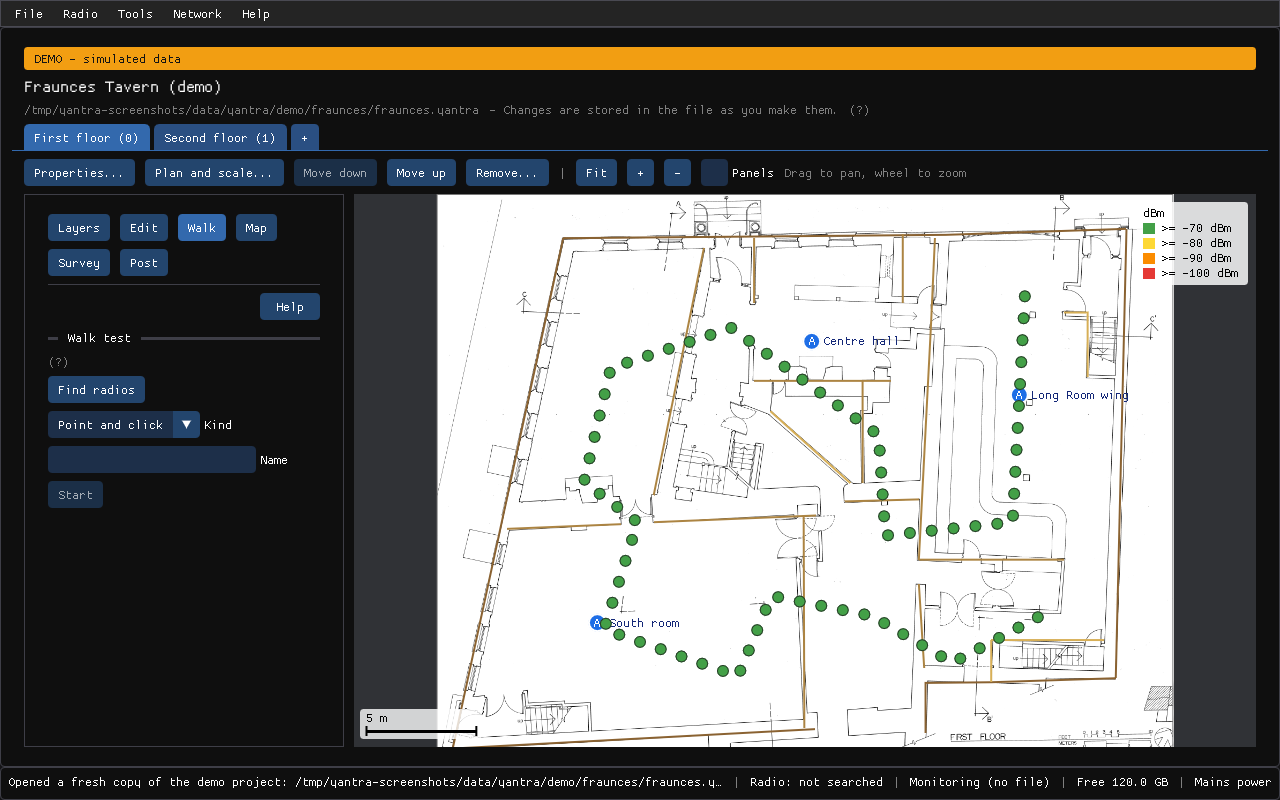 File Radio Tools Network Help
DEMO - simulated data
Fraunces Tavern (demo)
/tmp/yantra-screenshots/data/yantra/demo/fraunces/fraunces.yantra - Changes are stored in the file as you make them. (?)
First floor (0) Second floor (1) +
Properties... Plan and scale... Move down Move up Remove... | Fit + - Panels Drag to pan, wheel to zoom
Layers Edit Walk Map
Survey Post
Help
Walk test
(?)
Find radios
Point and click ▼ Kind
Name
Start
A
B
dBm
>= -70 dBm
>= -80 dBm
>= -90 dBm
>= -100 dBm
C
C'
A Centre hall
A Long Room wing
A South room
B'
5 m
FIRST FLOOR
FEET
METERS
Opened a fresh copy of the demo project: /tmp/yantra-screenshots/data/yantra/demo/fraunces/fraunces.y… | Radio: not searched | Monitoring (no file) | Free 120.0 GB | Mains power